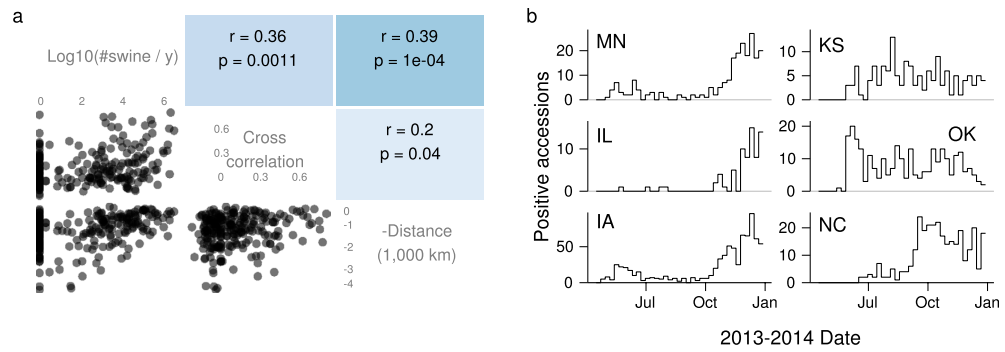 a
Log10(#swine / y)
r = 0.36
p = 0.0011
r = 0.39
p = 1e-04
0 2 4 6
0.6
0.3
Cross
correlation
0 0.3 0.6
r = 0.2
p = 0.04
0
-1
-2
-3
-4
-Distance
(1,000 km)
b
Positive accessions
MN
20
10
0
KS
10
5
0
IL
10
5
0
OK
20
10
0
IA
50
0
NC
20
10
0
Jul Oct Jan
Jul Oct Jan
2013-2014 Date